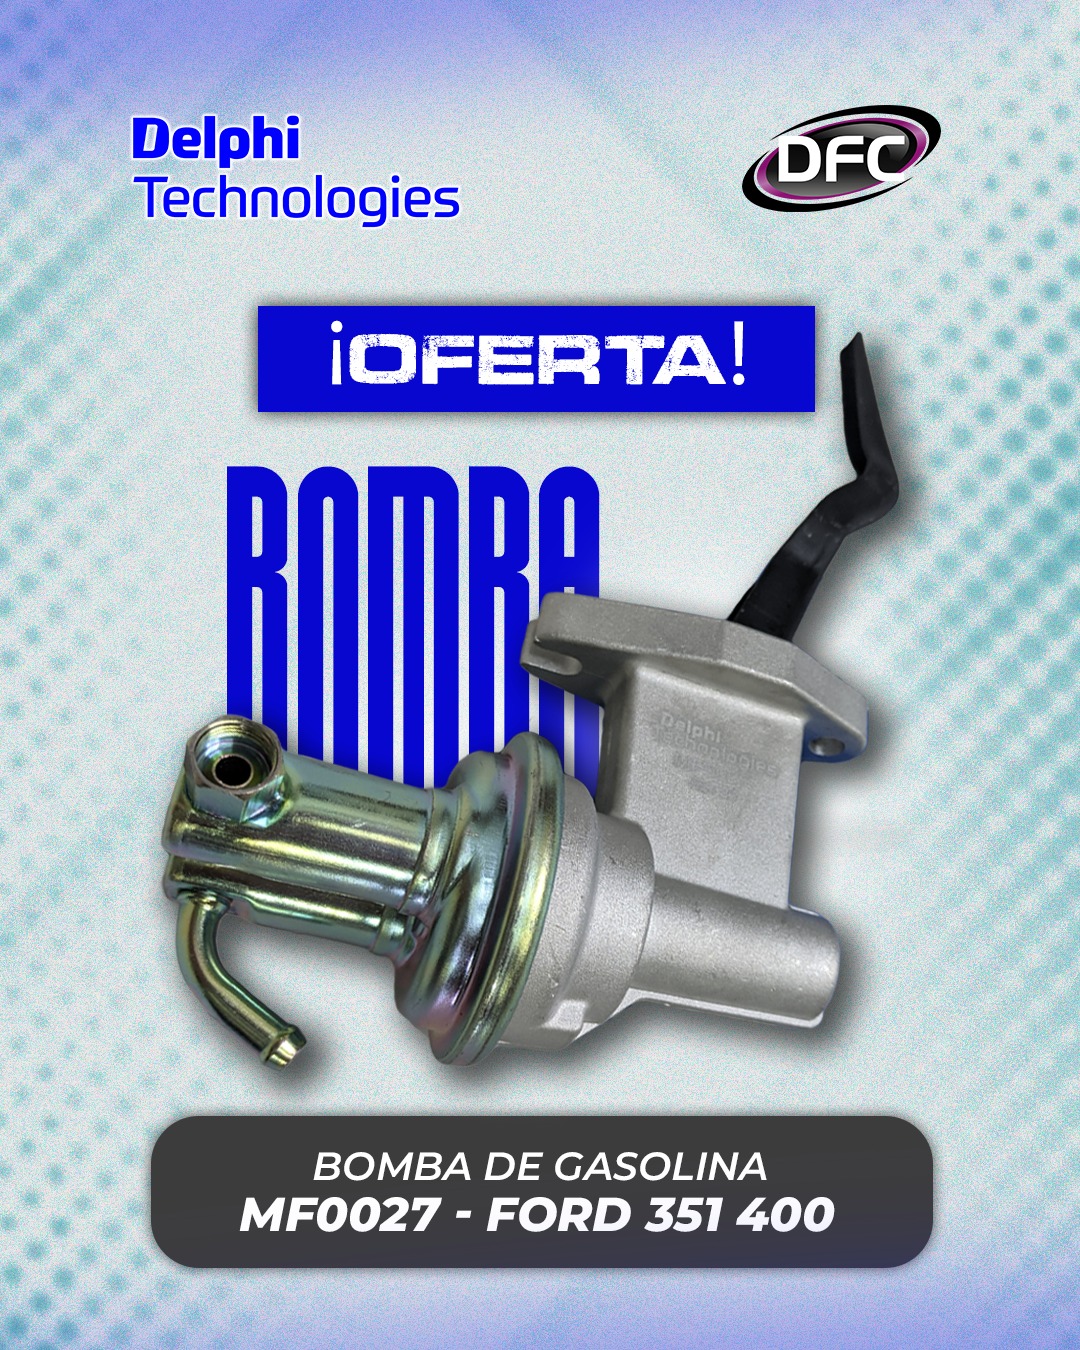 Delphi
Technologies
DFC
¡OFERTA!
BOMBA
Delphi
Technologies
BOMBA DE GASOLINA
MF0027 - FORD 351 400